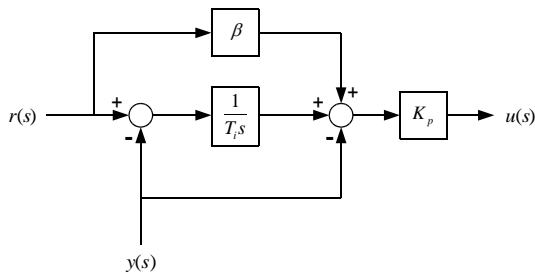 β
r(s)
+
-
1
T_i s
+
+
-
K_p
u(s)
y(s)